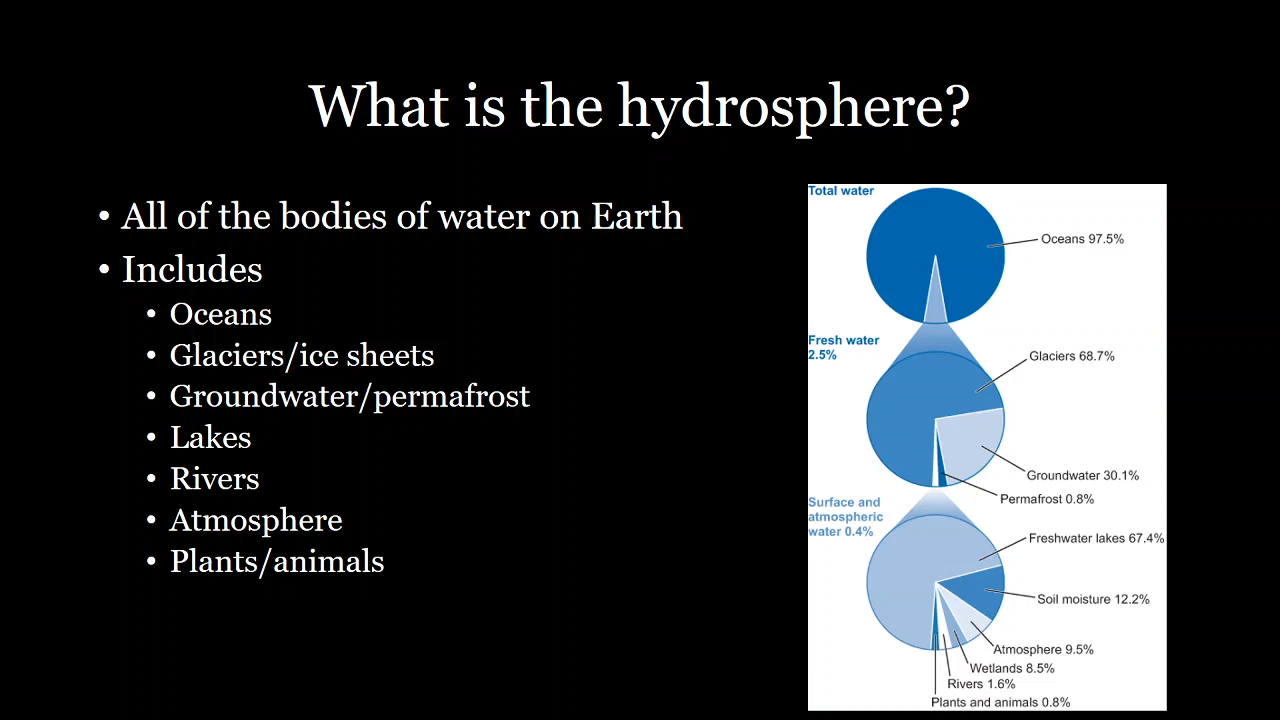 What is the hydrosphere?
• All of the bodies of water on Earth
• Includes
• Oceans
• Glaciers/ice sheets
• Groundwater/permafrost
• Lakes
• Rivers
• Atmosphere
• Plants/animals
Total water
Oceans 97.5%
Fresh water
2.5%
Glaciers 68.7%
Groundwater 30.1%
Permafrost 0.8%
Surface and
atmospheric
water 0.4%
Freshwater lakes 67.4%
Soil moisture 12.2%
Atmosphere 9.5%
Wetlands 8.5%
Rivers 1.6%
Plants and animals 0.8%